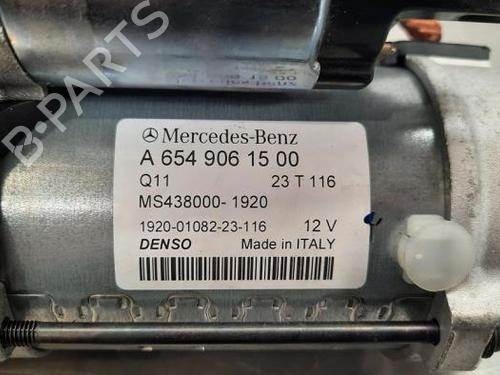 Mercedes-Benz
A 654 906 15 00
Q11 23 T 116
MS438000- 1920
1920-01082-23-116 12 V
DENSO Made in ITALY